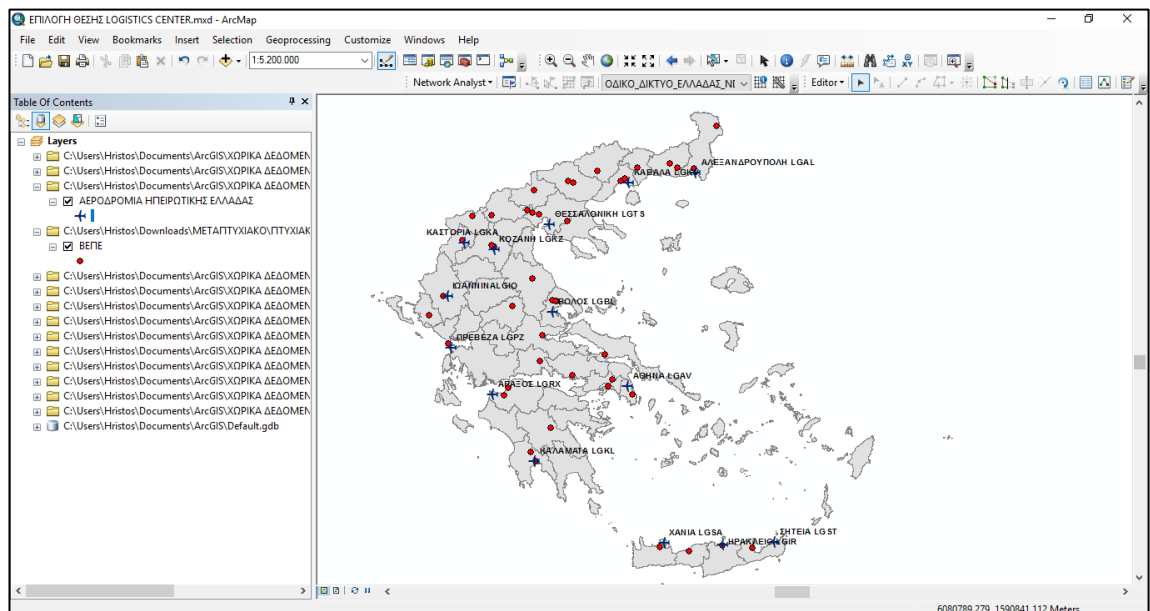 ΕΠΙΛΟΓΗ ΘΕΣΗΣ LOGISTICS CENTER.mxd - ArcMap
File Edit View Bookmarks Insert Selection Geoprocessing Customize Windows Help
1:5.200.000
Network Analyst ΟΔΙΚΟ_ΔΙΚΤΥΟ_ΕΛΛΑΔΑΣ_NI Editor
Table Of Contents
Layers
C:\Users\Hristos\Documents\ArcGIS\ΧΩΡΙΚΑ ΔΕΔΟΜΕΝ
C:\Users\Hristos\Documents\ArcGIS\ΧΩΡΙΚΑ ΔΕΔΟΜΕΝ
C:\Users\Hristos\Documents\ArcGIS\ΧΩΡΙΚΑ ΔΕΔΟΜΕΝ
ΑΕΡΟΔΡΟΜΙΑ ΗΠΕΙΡΩΤΙΚΗΣ ΕΛΛΑΔΑΣ
C:\Users\Hristos\Downloads\ΜΕΤΑΠΤΥΧΙΑΚΟ\ΠΤΥΧΙΑΚ
ΒΕΠΕ
C:\Users\Hristos\Documents\ArcGIS\ΧΩΡΙΚΑ ΔΕΔΟΜΕΝ
C:\Users\Hristos\Documents\ArcGIS\ΧΩΡΙΚΑ ΔΕΔΟΜΕΝ
C:\Users\Hristos\Documents\ArcGIS\ΧΩΡΙΚΑ ΔΕΔΟΜΕΝ
C:\Users\Hristos\Documents\ArcGIS\ΧΩΡΙΚΑ ΔΕΔΟΜΕΝ
C:\Users\Hristos\Documents\ArcGIS\ΧΩΡΙΚΑ ΔΕΔΟΜΕΝ
C:\Users\Hristos\Documents\ArcGIS\ΧΩΡΙΚΑ ΔΕΔΟΜΕΝ
C:\Users\Hristos\Documents\ArcGIS\ΧΩΡΙΚΑ ΔΕΔΟΜΕΝ
C:\Users\Hristos\Documents\ArcGIS\ΧΩΡΙΚΑ ΔΕΔΟΜΕΝ
C:\Users\Hristos\Documents\ArcGIS\ΧΩΡΙΚΑ ΔΕΔΟΜΕΝ
C:\Users\Hristos\Documents\ArcGIS\ΧΩΡΙΚΑ ΔΕΔΟΜΕΝ
C:\Users\Hristos\Documents\ArcGIS\Default.gdb
ΑΛΕΞΑΝΔΡΟΥΠΟΛΗ LGAL
ΚΑΒΑΛΑ
ΘΕΣΣΑΛΟΝΙΚΗ LGTS
ΚΑΣΤΟΡΙΑ LGKA
ΚΟΖΑΝΗ LGKZ
ΙΩΑΝΝΙΝΑ LGIO
ΒΟΛΟΣ LGBL
ΠΡΕΒΕΖΑ LGPZ
ΑΘΗΝΑ LGAV
ΑΡΑΞΟΣ LGRX
ΚΑΛΑΜΑΤΑ LGKL
ΧΑΝΙΑ LGSA
ΣΗΤΕΙΑ LGST
ΗΡΑΚΛΕΙΟ LGIR
6080789,279 1590841,112 Meters